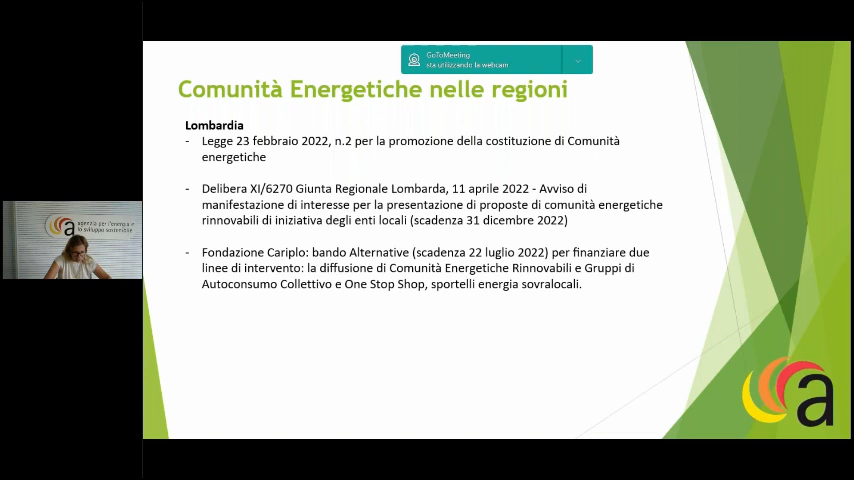 GoToMeeting
sta utilizzando la webcam
Comunità Energetiche nelle regioni
Lombardia
- Legge 23 febbraio 2022, n.2 per la promozione della costituzione di Comunità
energetiche
- Delibera XI/6270 Giunta Regionale Lombarda, 11 aprile 2022 - Avviso di
manifestazione di interesse per la presentazione di proposte di comunità energetiche
rinnovabili di iniziativa degli enti locali (scadenza 31 dicembre 2022)
- Fondazione Cariplo: bando Alternative (scadenza 22 luglio 2022) per finanziare due
linee di intervento: la diffusione di Comunità Energetiche Rinnovabili e Gruppi di
Autoconsumo Collettivo e One Stop Shop, sportelli energia sovralocali.
a
agenzia per l'energia e
lo sviluppo sostenibile
a